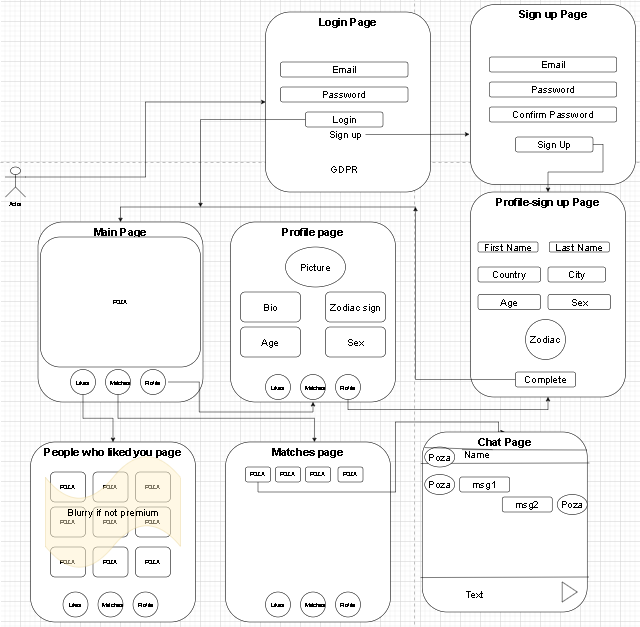 Login Page
Email
Password
Login
Sign up
GDPR
Sign up Page
Email
Password
Confirm Password
Sign Up
Actor
Profile-sign up Page
First Name
Last Name
Country
City
Age
Sex
Zodiac
Complete
Main Page
POZA
Likes
Matches
Profile
Profile page
Picture
Bio
Zodiac sign
Age
Sex
Likes
Matches
Profile
People who liked you page
POZA POZA POZA
Blurry if not premium
POZA POZA POZA
POZA POZA POZA
Likes
Matches
Profile
Matches page
POZA POZA POZA POZA
Likes
Matches
Profile
Chat Page
Poza
Name
Poza
msg1
msg2
Poza
Text